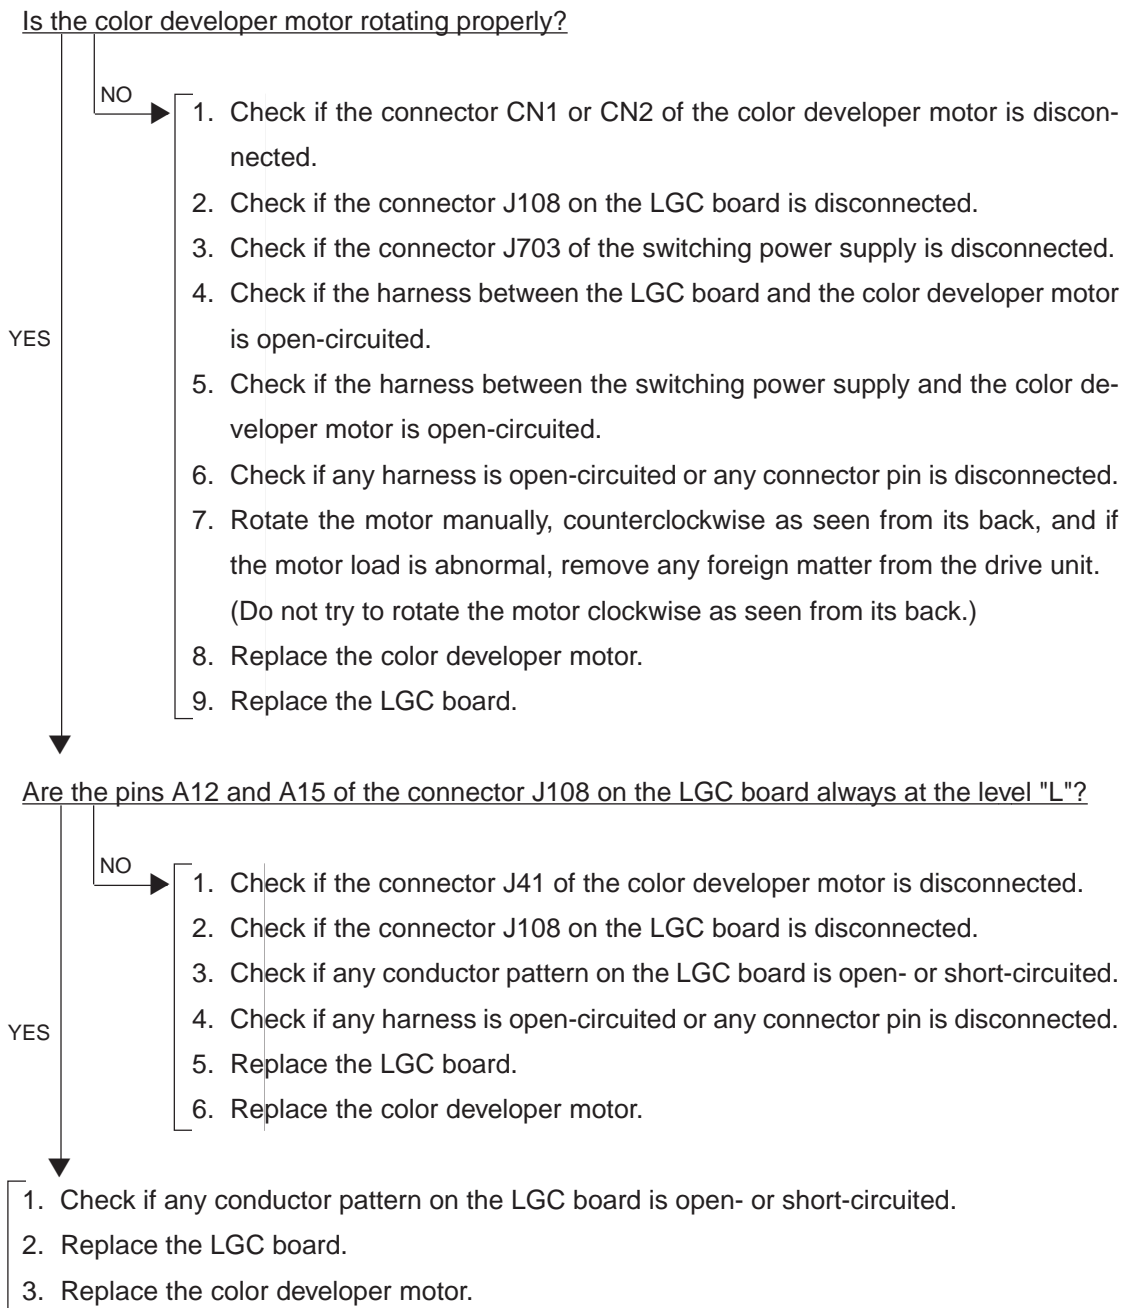 Is the color developer motor rotating properly?
NO
1. Check if the connector CN1 or CN2 of the color developer motor is discon-
nected.
2. Check if the connector J108 on the LGC board is disconnected.
3. Check if the connector J703 of the switching power supply is disconnected.
4. Check if the harness between the LGC board and the color developer motor
YES
is open-circuited.
5. Check if the harness between the switching power supply and the color de-
veloper motor is open-circuited.
6. Check if any harness is open-circuited or any connector pin is disconnected.
7. Rotate the motor manually, counterclockwise as seen from its back, and if
the motor load is abnormal, remove any foreign matter from the drive unit.
(Do not try to rotate the motor clockwise as seen from its back.)
8. Replace the color developer motor.
9. Replace the LGC board.
Are the pins A12 and A15 of the connector J108 on the LGC board always at the level "L"?
NO
1. Check if the connector J41 of the color developer motor is disconnected.
2. Check if the connector J108 on the LGC board is disconnected.
3. Check if any conductor pattern on the LGC board is open- or short-circuited.
YES
4. Check if any harness is open-circuited or any connector pin is disconnected.
5. Replace the LGC board.
6. Replace the color developer motor.
1. Check if any conductor pattern on the LGC board is open- or short-circuited.
2. Replace the LGC board.
3. Replace the color developer motor.